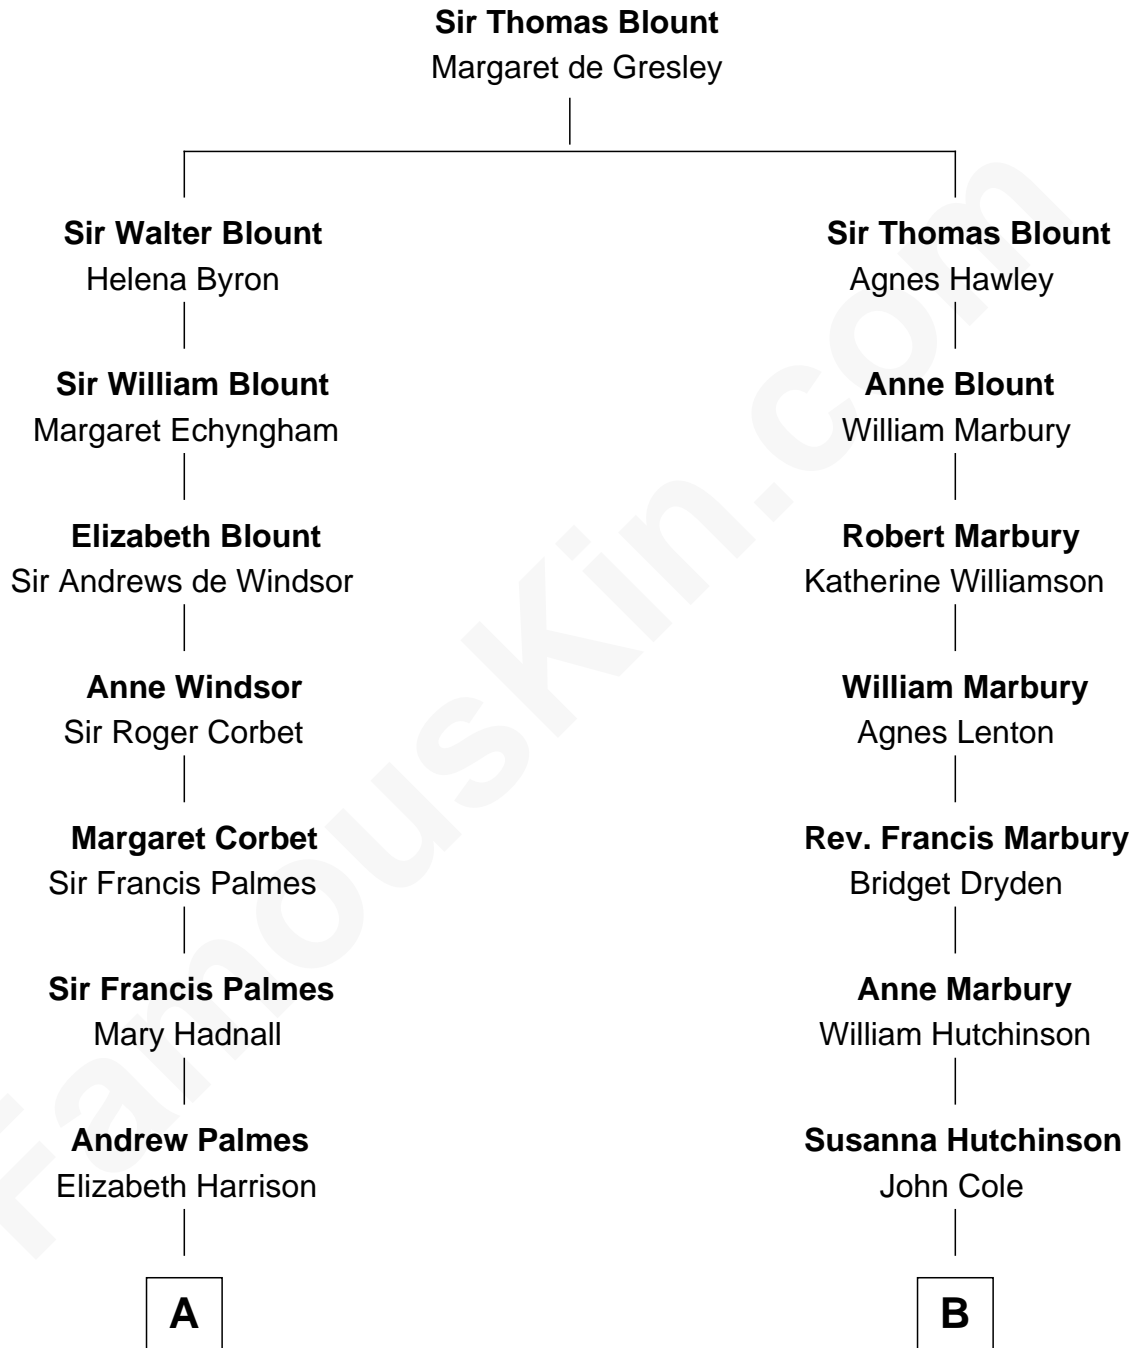 Sir Thomas Blount
Margaret de Gresley
Sir Walter Blount
Helena Byron
Sir Thomas Blount
Agnes Hawley
Sir William Blount
Margaret Echyngham
Anne Blount
William Marbury
Elizabeth Blount
Sir Andrews de Windsor
Robert Marbury
Katherine Williamson
Anne Windsor
Sir Roger Corbet
William Marbury
Agnes Lenton
Margaret Corbet
Sir Francis Palmes
Rev. Francis Marbury
Bridget Dryden
Sir Francis Palmes
Mary Hadnall
Anne Marbury
William Hutchinson
Andrew Palmes
Elizabeth Harrison
Susanna Hutchinson
John Cole
A
B
FamousKin.com